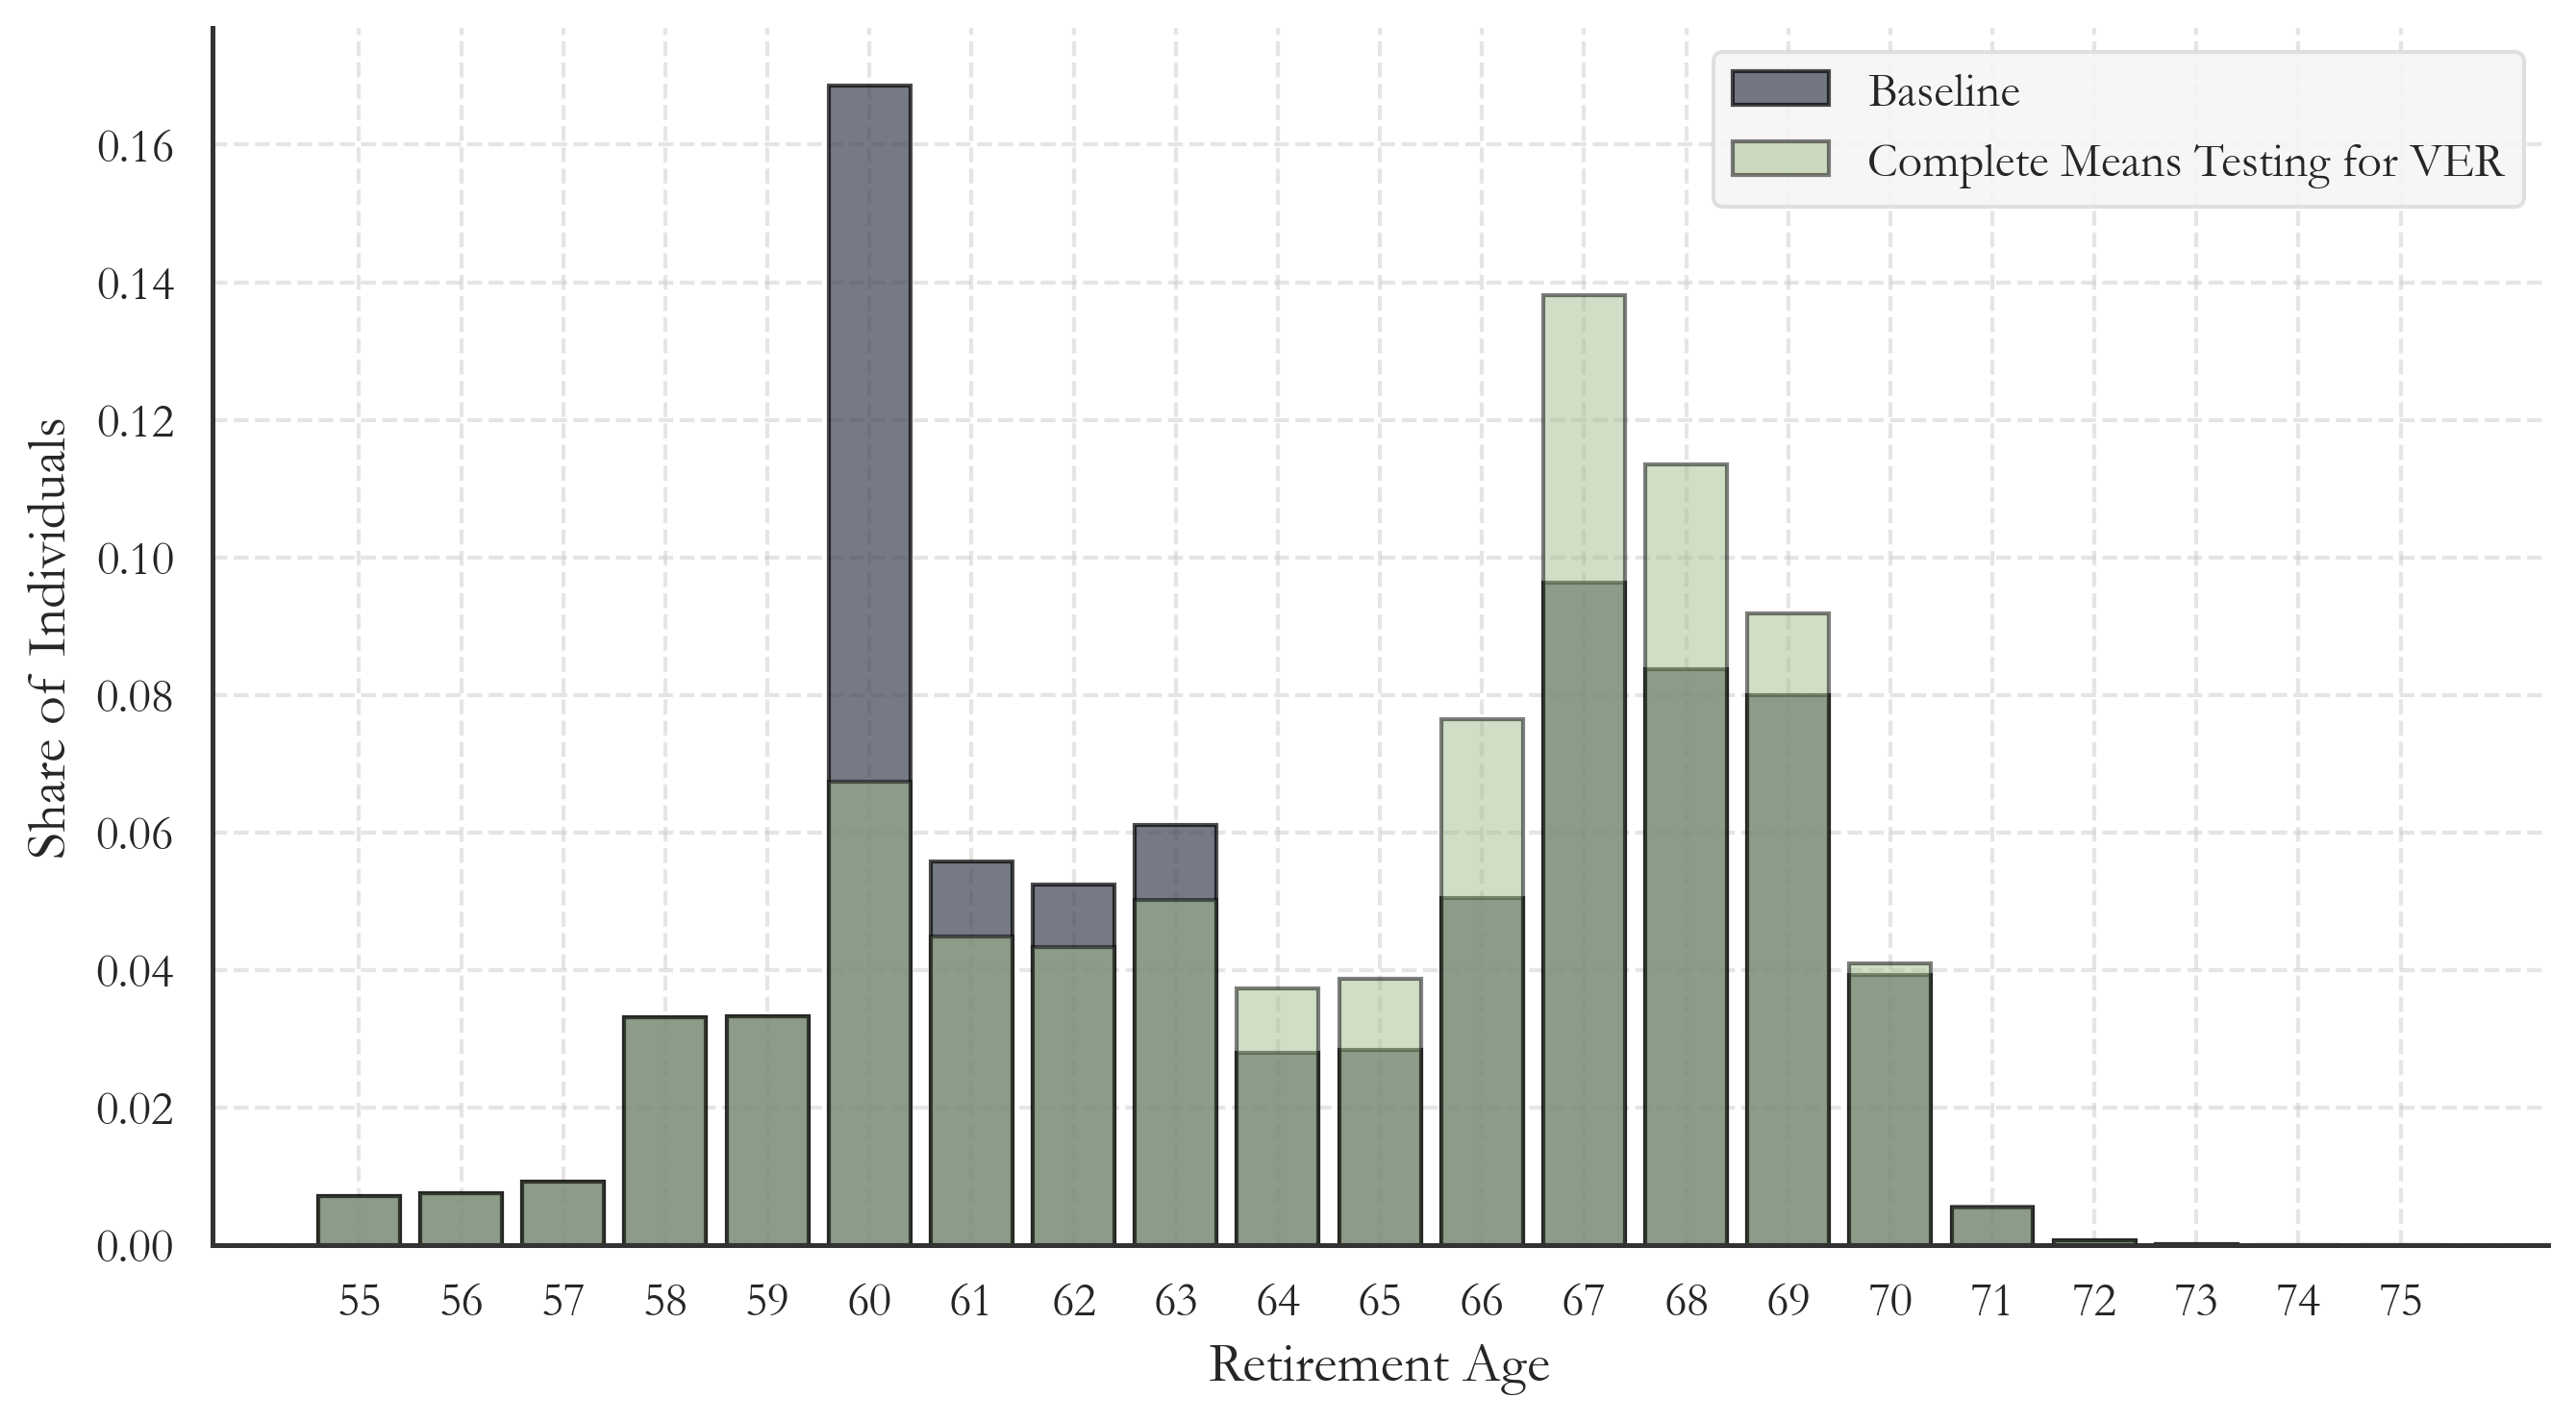 Baseline
Complete Means Testing for VER
Share of Individuals
0.16
0.14
0.12
0.10
0.08
0.06
0.04
0.02
0.00
55 56 57 58 59 60 61 62 63 64 65 66 67 68 69 70 71 72 73 74 75
Retirement Age